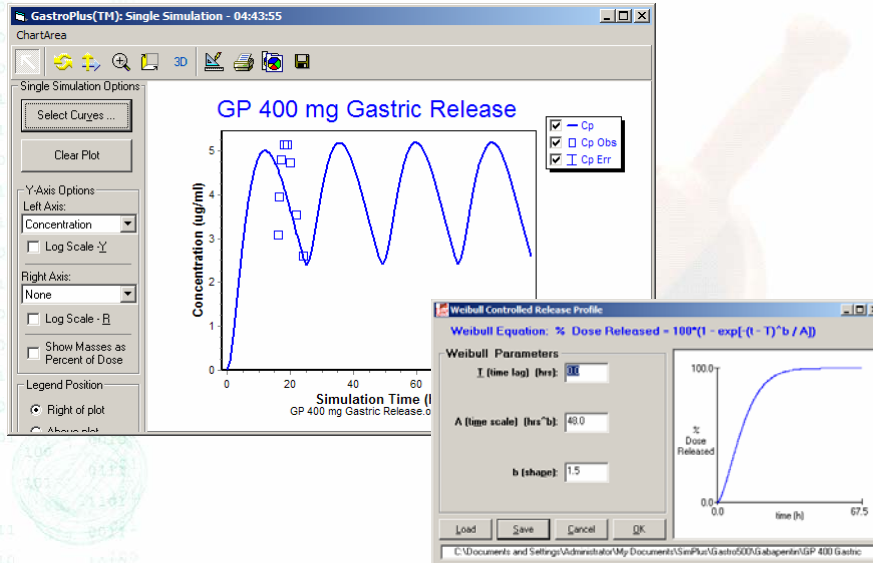 GastroPlus(TM): Single Simulation - 04:43:55
ChartArea
3D
Single Simulation Options
Select Curves ...
Clear Plot
Y-Axis Options
Left Axis:
Concentration
Log Scale -Y
Right Axis:
None
Log Scale - R
Show Masses as
Percent of Dose
Legend Position
Right of plot
Above plot
GP 400 mg Gastric Release
Cp
Cp Obs
Cp Err
Concentration (ug/ml)
5
4
3
2
1
0
0 20 40 60
Simulation Time (
GP 400 mg Gastric Release.o
Weibull Controlled Release Profile
Weibull Equation: % Dose Released = 100*(1 - exp[-(t - T)^b / A])
Weibull Parameters
T (time lag) (hrs): 0.0
A (time scale) (hrs^b): 48.0
b (shape): 1.5
100.0
%
Dose
Released
0.0
0.0 time (h) 67.5
Load Save Cancel OK
C:\Documents and Settings\Administrator\My Documents\SimPlus\Gastro500\Gabapentin\GP 400 Gastric